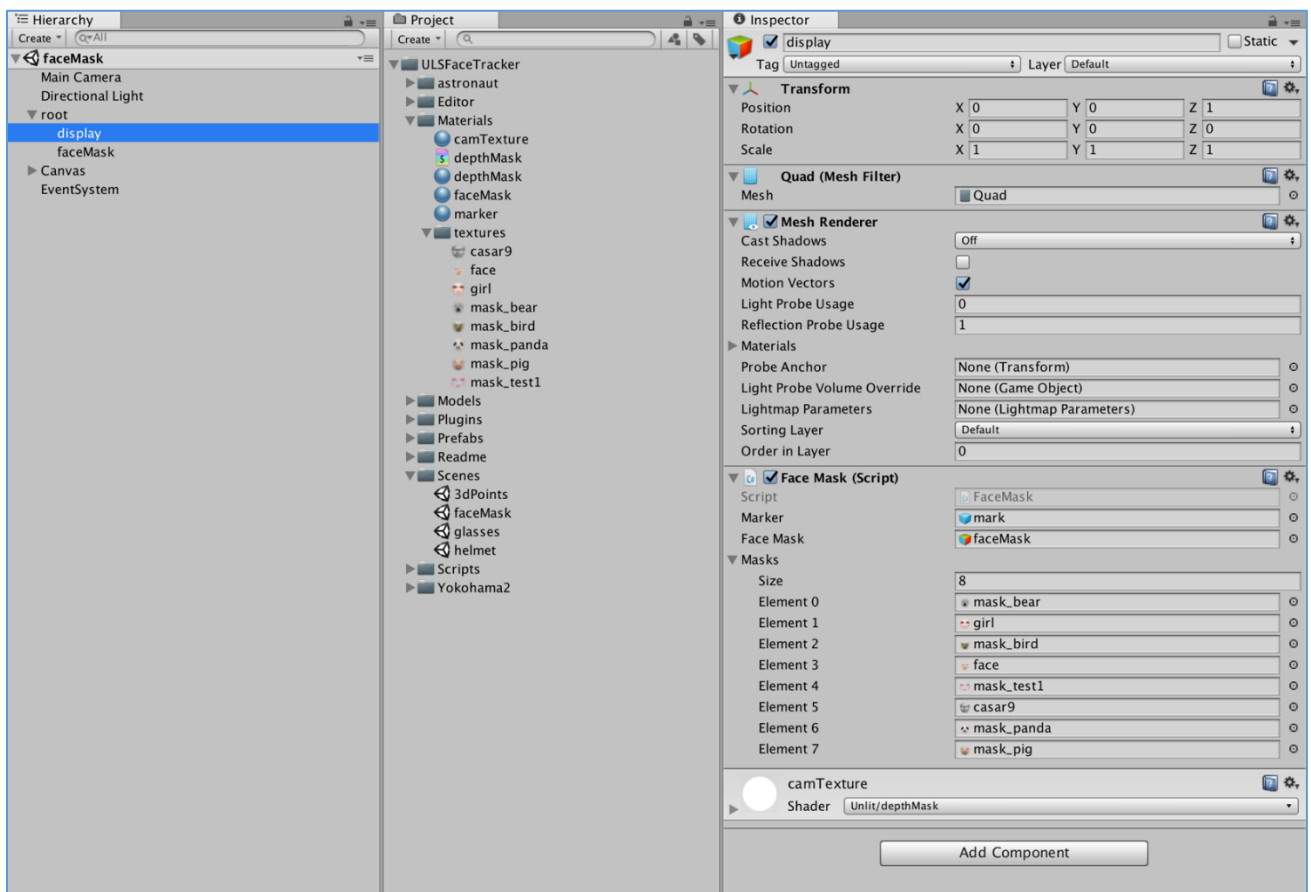 Hierarchy
Create
All
faceMask
Main Camera
Directional Light
root
display
faceMask
Canvas
EventSystem
Project
Create
ULSFaceTracker
astronaut
Editor
Materials
camTexture
depthMask
depthMask
faceMask
marker
textures
casar9
face
girl
mask_bear
mask_bird
mask_panda
mask_pig
mask_test1
Models
Plugins
Prefabs
Readme
Scenes
3dPoints
faceMask
glasses
helmet
Scripts
Yokohama2
Inspector
display Static
Tag Untagged Layer Default
Transform
Position X 0 Y 0 Z 1
Rotation X 0 Y 0 Z 0
Scale X 1 Y 1 Z 1
Quad (Mesh Filter)
Mesh Quad
Mesh Renderer
Cast Shadows Off
Receive Shadows
Motion Vectors
Light Probe Usage 0
Reflection Probe Usage 1
Materials
Probe Anchor None (Transform)
Light Probe Volume Override None (Game Object)
Lightmap Parameters None (Lightmap Parameters)
Sorting Layer Default
Order in Layer 0
Face Mask (Script)
Script FaceMask
Marker mark
Face Mask faceMask
Masks
Size 8
Element 0 mask_bear
Element 1 girl
Element 2 mask_bird
Element 3 face
Element 4 mask_test1
Element 5 casar9
Element 6 mask_panda
Element 7 mask_pig
camTexture
Shader Unlit/depthMask
Add Component